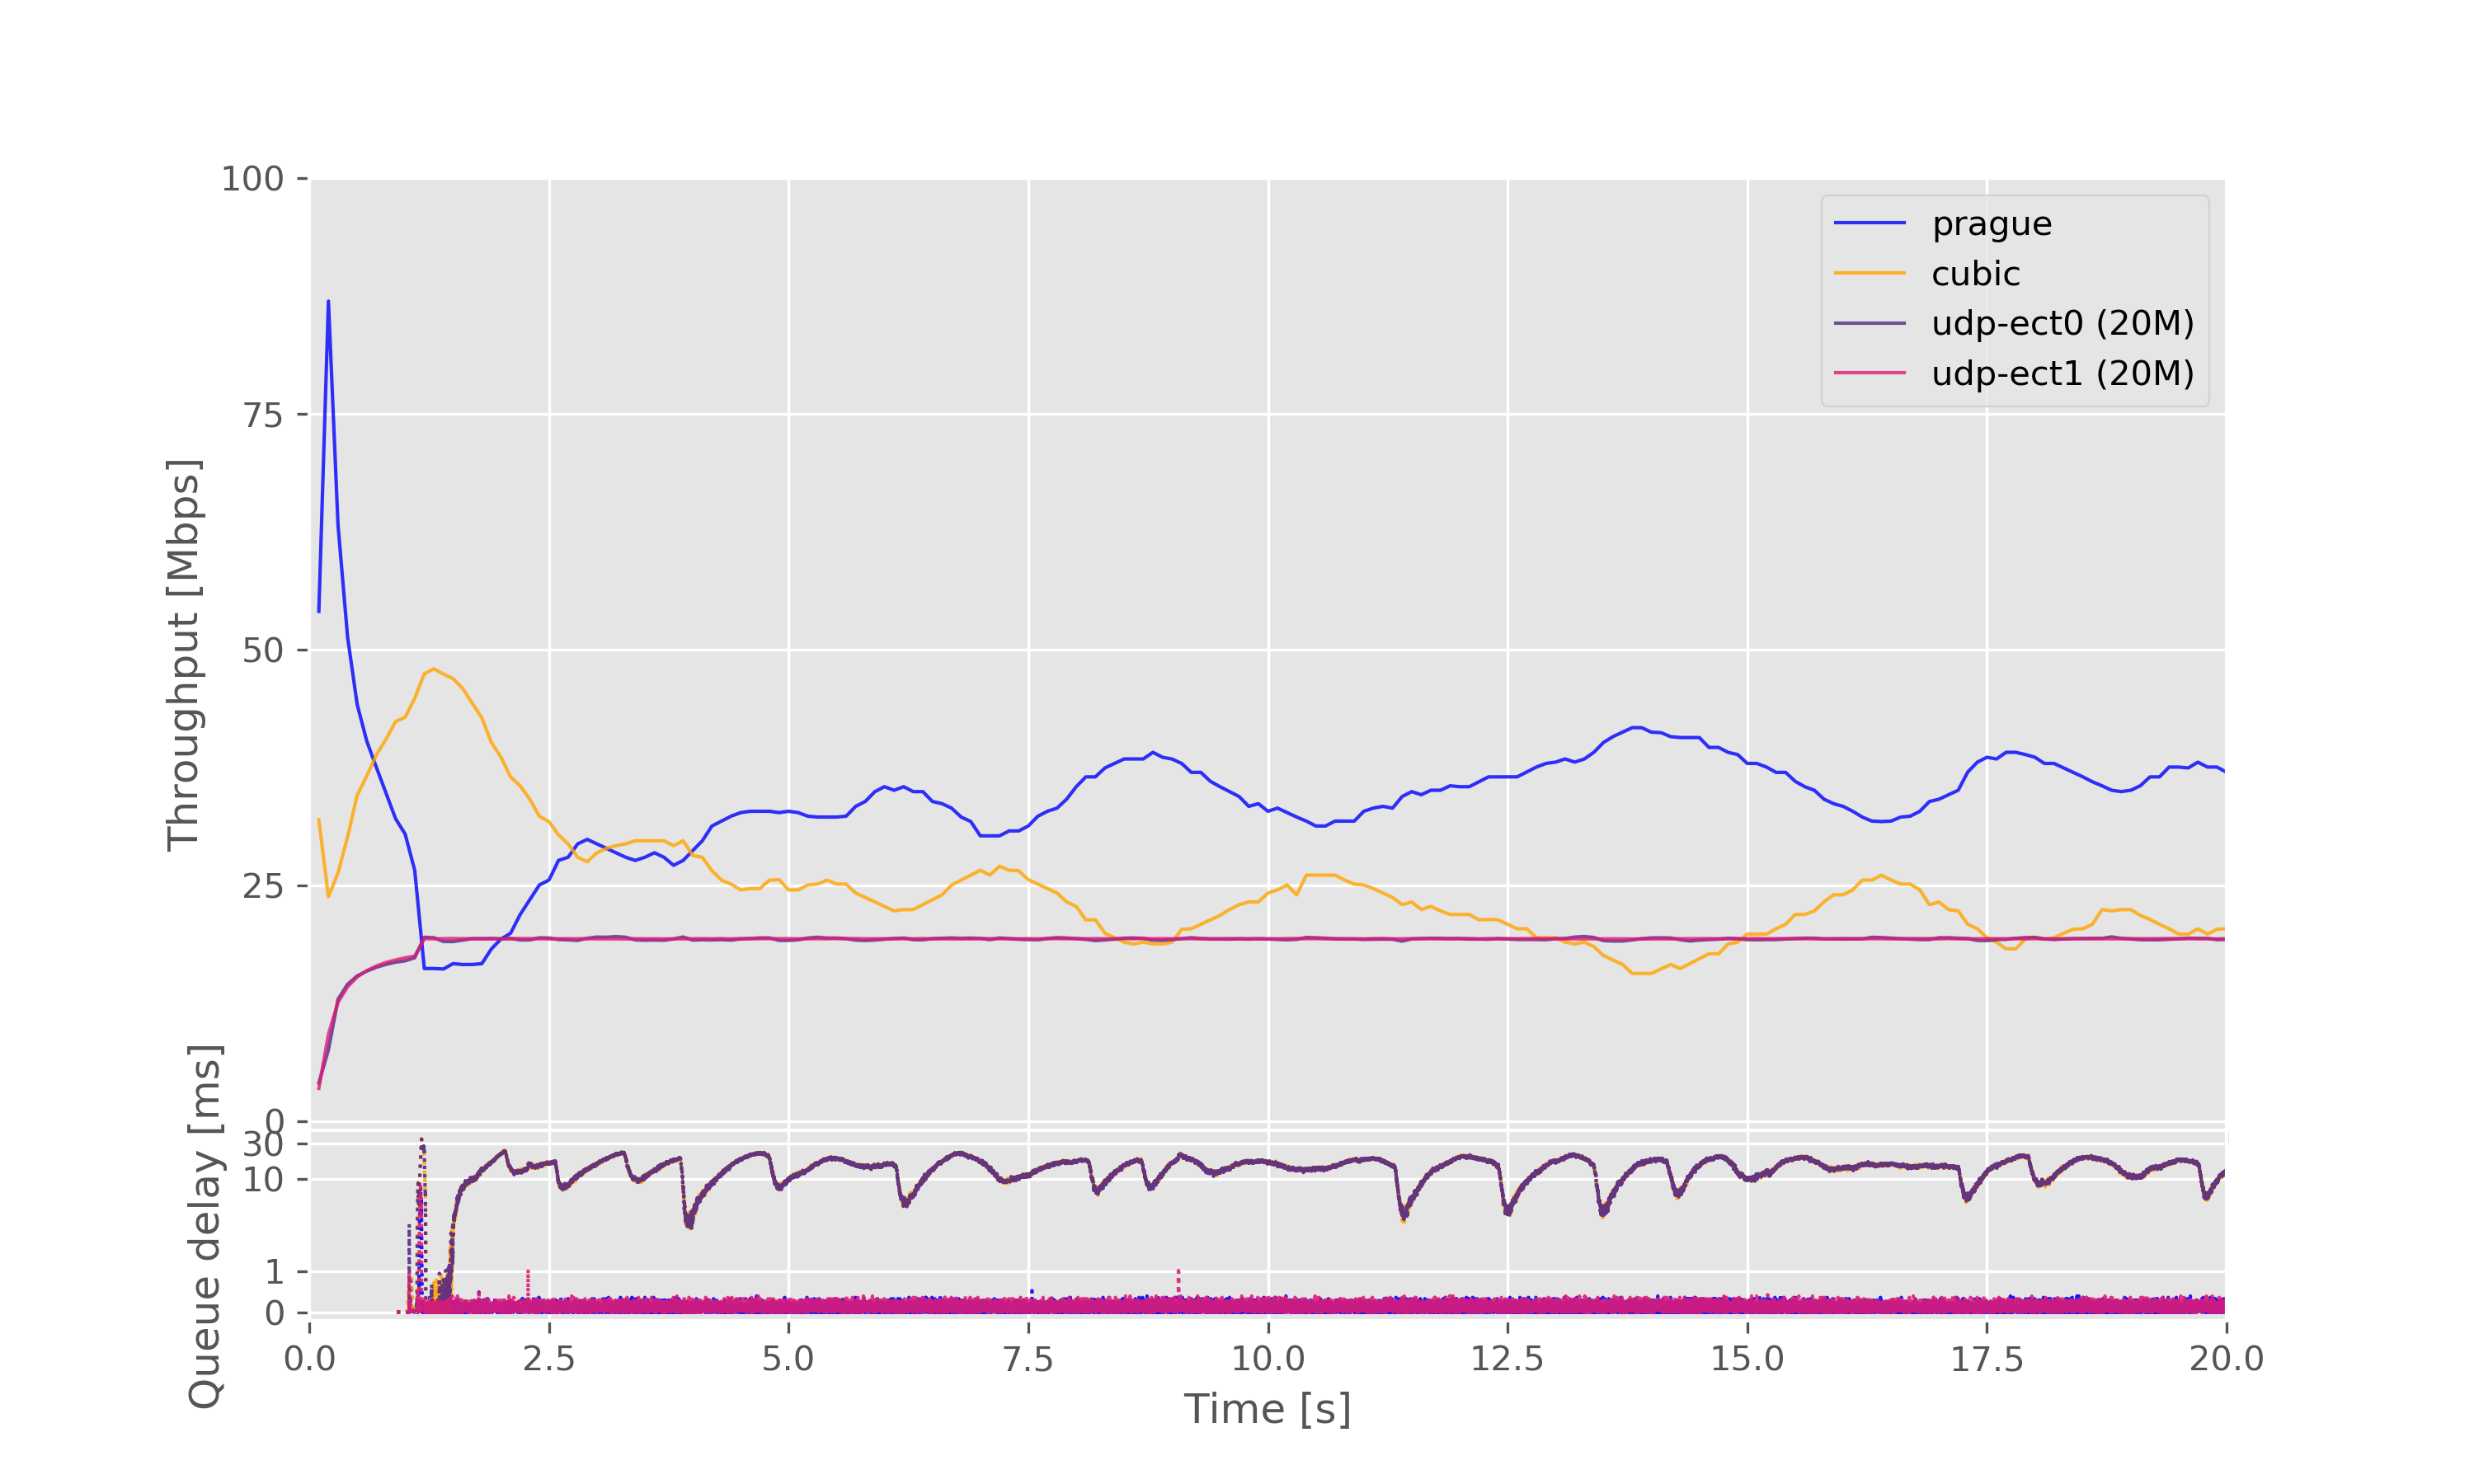 100
75
50
25
0
Throughput [Mbps]
prague
cubic
udp-ect0 (20M)
udp-ect1 (20M)
30
10
1
0
Queue delay [ms]
0.0 2.5 5.0 7.5 10.0 12.5 15.0 17.5 20.0
Time [s]